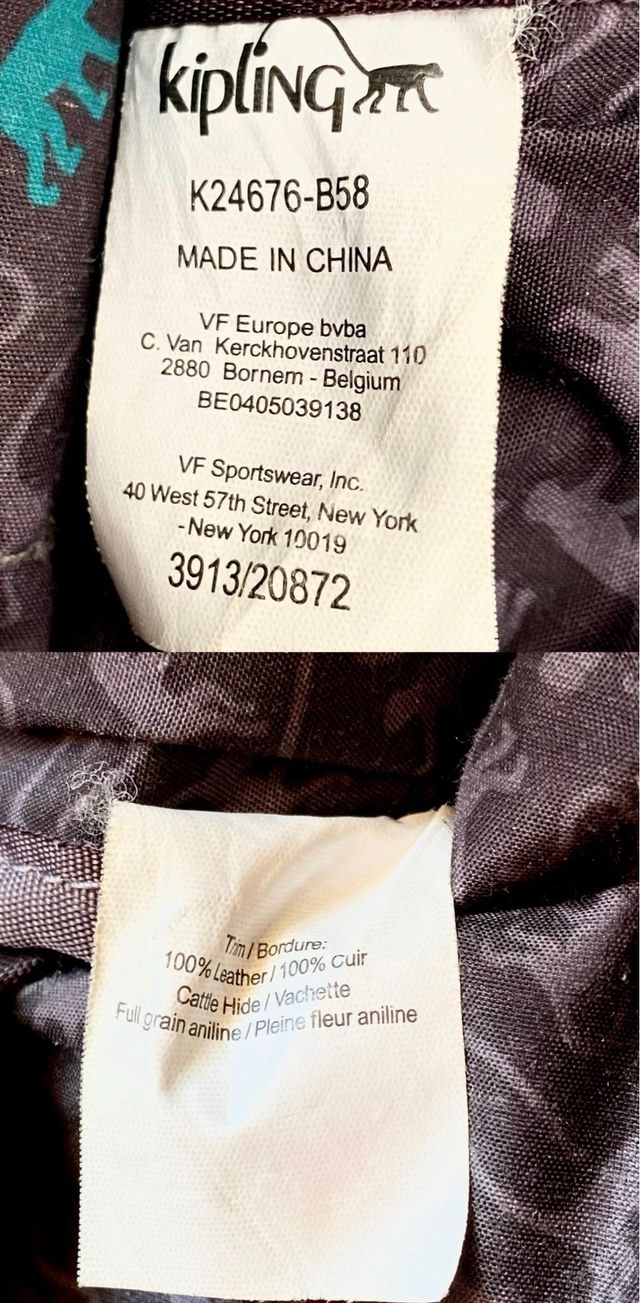 kipling
K24676-B58
MADE IN CHINA
VF Europe bvba
C. Van Kerckhovenstraat 110
2880 Bornem - Belgium
BE0405039138
VF Sportswear, Inc.
40 West 57th Street, New York
- New York 10019
3913/20872
Trim / Bordure:
100% Leather / 100% Cuir
Cattle Hide / Vachette
Full grain aniline / Pleine fleur aniline